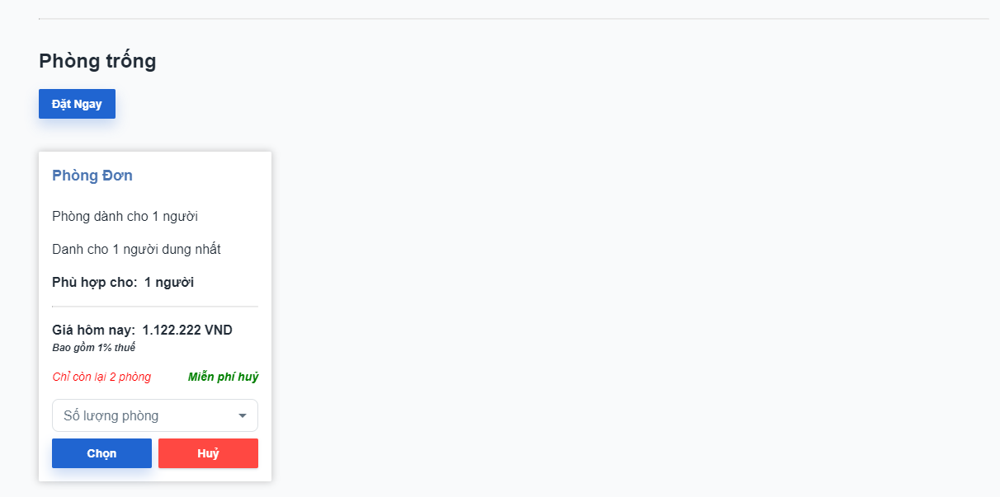 Phòng trống
Đặt Ngay
Phòng Đơn
Phòng dành cho 1 người
Danh cho 1 người dung nhất
Phù hợp cho: 1 người
Giá hôm nay: 1.122.222 VND
Bao gồm 1% thuế
Chỉ còn lại 2 phòng Miễn phí huỷ
Số lượng phòng
Chọn Huỷ